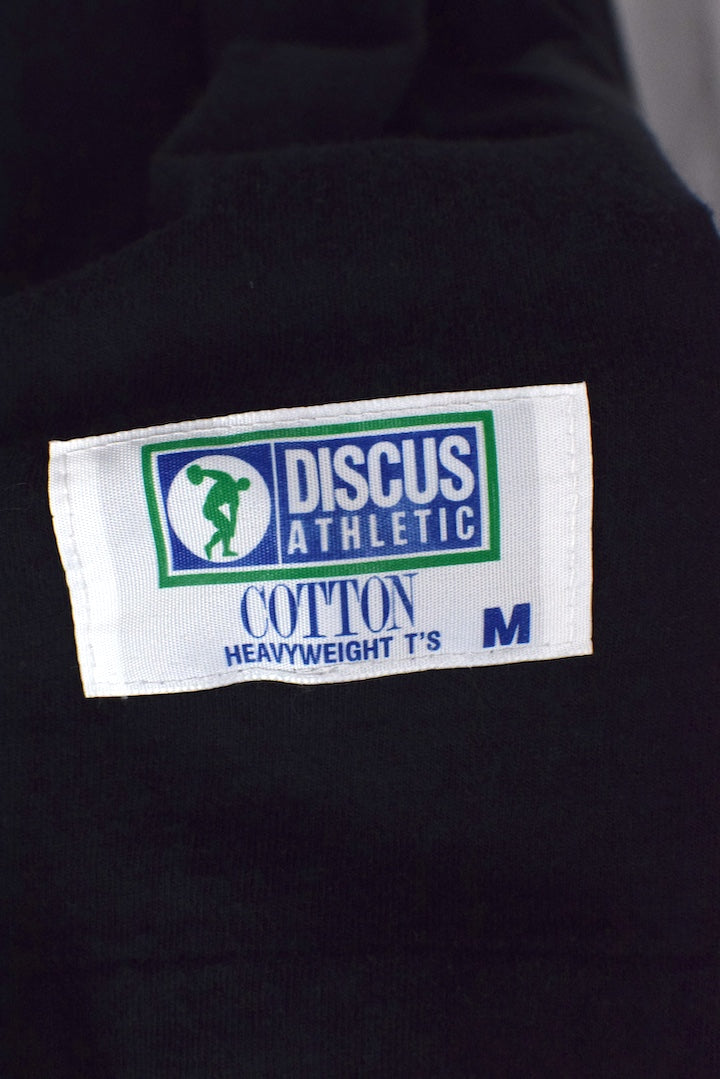 DISCUS
ATHLETIC
COTTON
HEAVYWEIGHT T'S
M